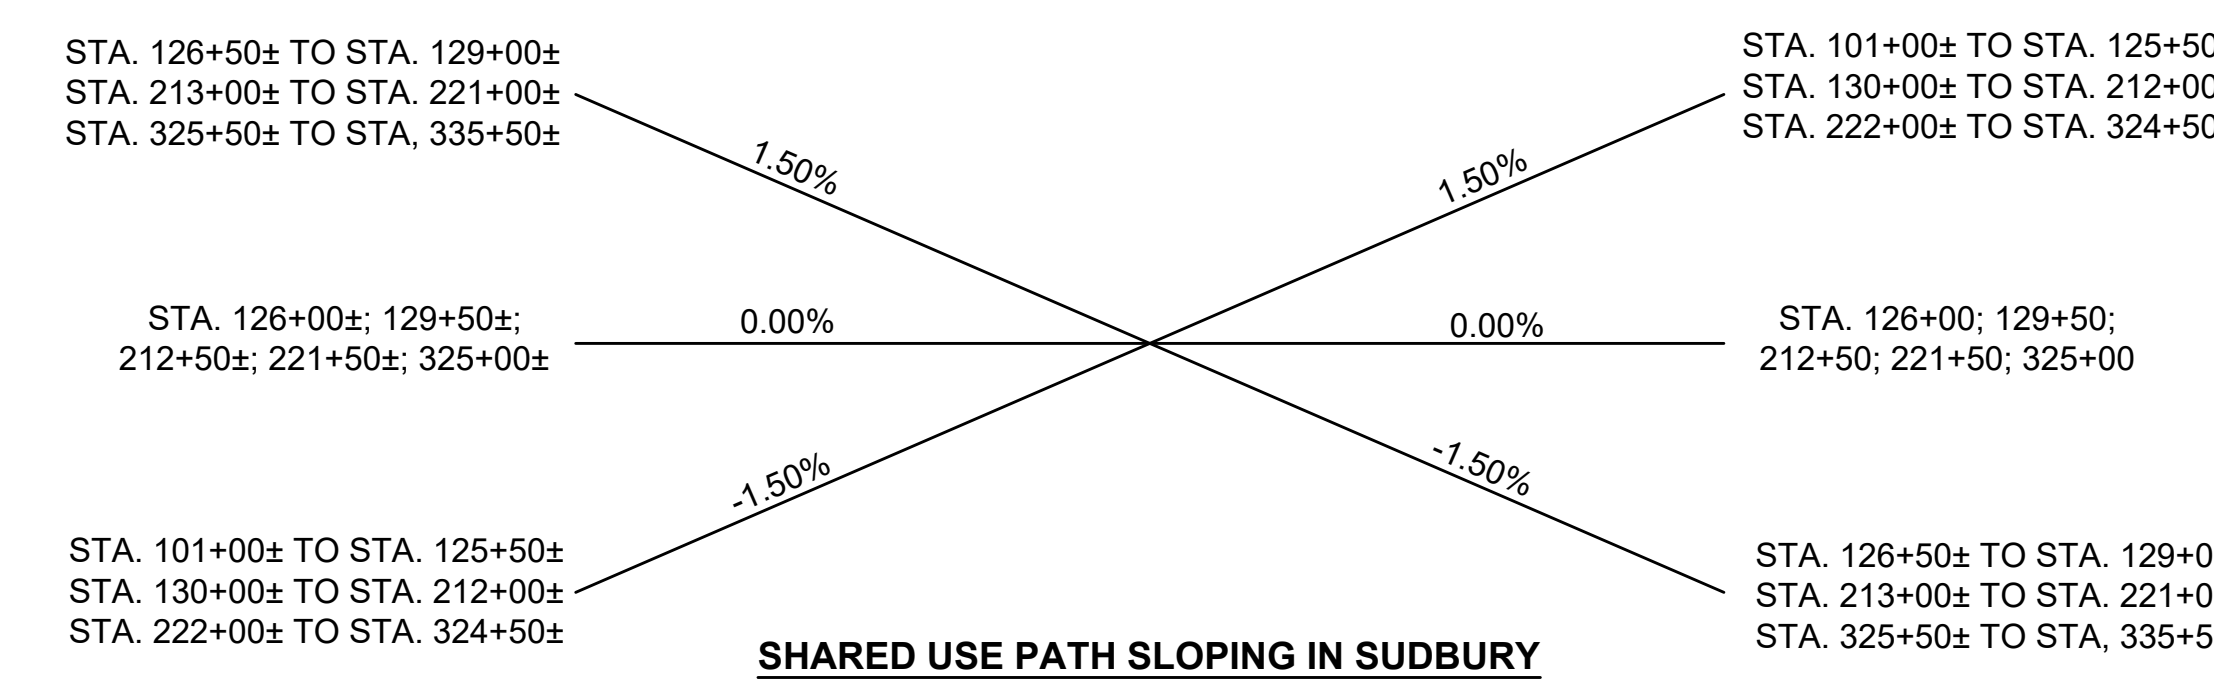 STA. 126+50± TO STA. 129+00±
STA. 213+00± TO STA. 221+00±
STA. 325+50± TO STA, 335+50±
1.50%
1.50%
STA. 101+00± TO STA. 125+50
STA. 130+00± TO STA. 212+00
STA. 222+00± TO STA. 324+50
STA. 126+00±; 129+50±;
212+50±; 221+50±; 325+00±
0.00%
0.00%
STA. 126+00; 129+50;
212+50; 221+50; 325+00
-1.50%
-1.50%
STA. 101+00± TO STA. 125+50±
STA. 130+00± TO STA. 212+00±
STA. 222+00± TO STA. 324+50±
STA. 126+50± TO STA. 129+0
STA. 213+00± TO STA. 221+0
STA. 325+50± TO STA, 335+5
SHARED USE PATH SLOPING IN SUDBURY